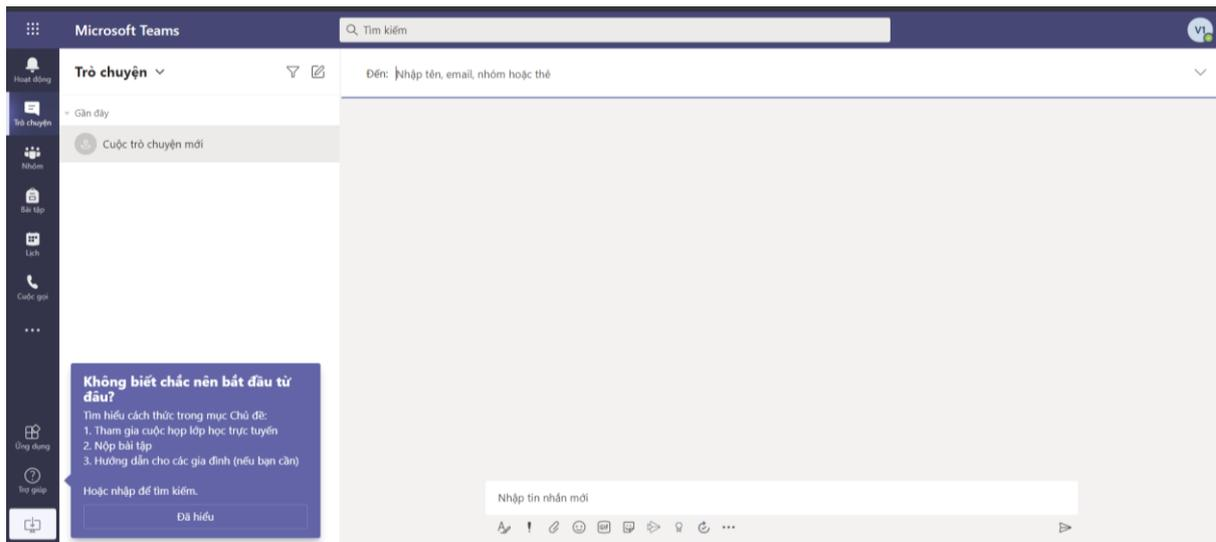 Microsoft Teams
Tìm kiếm
V1
Hoạt động
Trò chuyện
Nhóm
Bài tập
Lịch
Cuộc gọi
Ứng dụng
Trợ giúp
Trò chuyện
Gần đây
Cuộc trò chuyện mới
Đến: Nhập tên, email, nhóm hoặc thẻ
Không biết chắc nên bắt đầu từ
đâu?
Tìm hiểu cách thức trong mục Chủ đề:
1. Tham gia cuộc họp lớp học trực tuyến
2. Nộp bài tập
3. Hướng dẫn cho các gia đình (nếu bạn cần)
Hoặc nhập để tìm kiếm.
Đã hiểu
Nhập tin nhắn mới
GIF